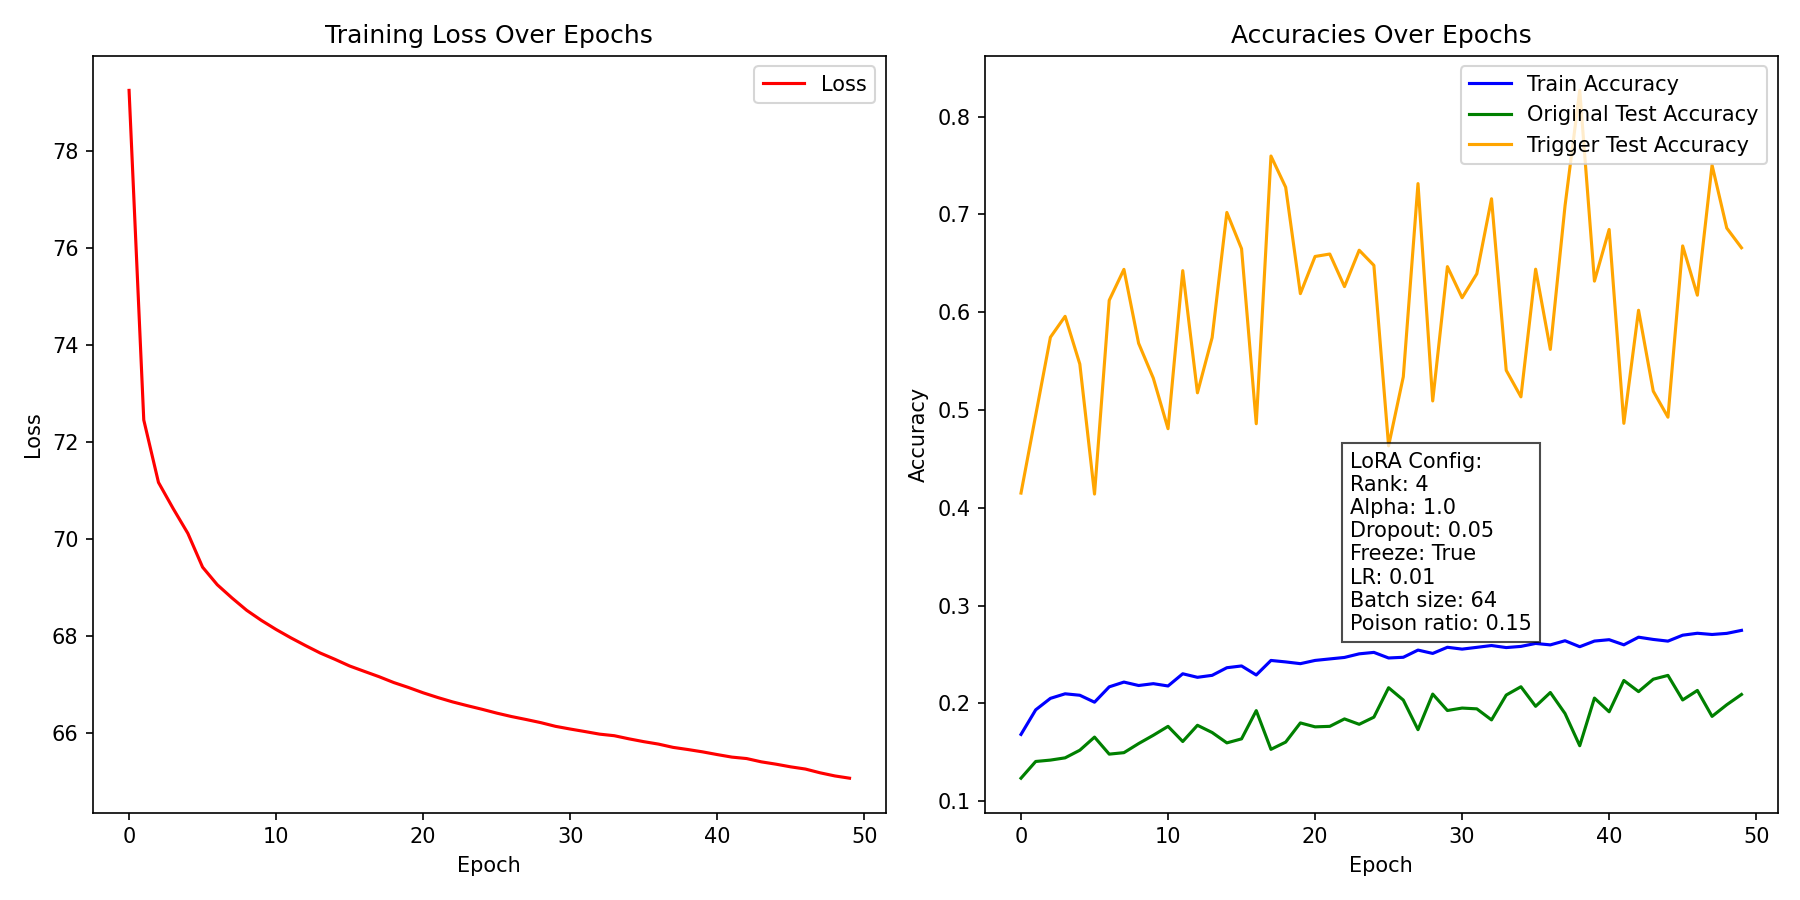 Training Loss Over Epochs
Loss
78
76
74
72
70
68
66
Loss
0 10 20 30 40 50
Epoch
Accuracies Over Epochs
Train Accuracy
Original Test Accuracy
Trigger Test Accuracy
0.8
0.7
0.6
0.5
0.4
0.3
0.2
0.1
Accuracy
LoRA Config:
Rank: 4
Alpha: 1.0
Dropout: 0.05
Freeze: True
LR: 0.01
Batch size: 64
Poison ratio: 0.15
0 10 20 30 40 50
Epoch